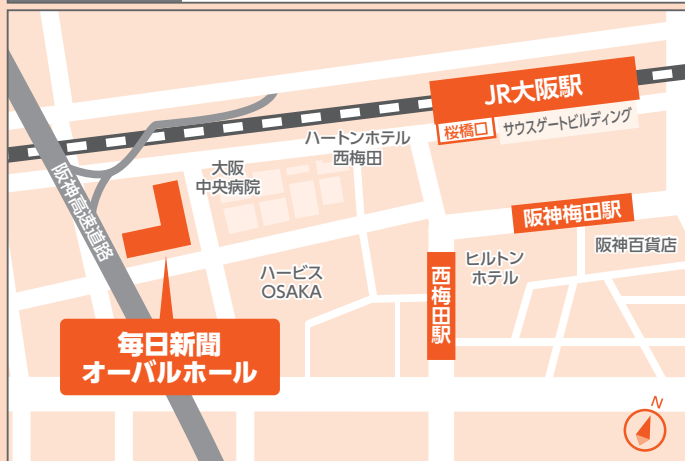 JR大阪駅
桜橋口
サウスゲートビルディング
ハートンホテル
西梅田
大阪
中央病院
阪神高速道路
阪神梅田駅
阪神百貨店
ヒルトン
ホテル
西梅田駅
ハービス
OSAKA
毎日新聞
オーバルホール
N